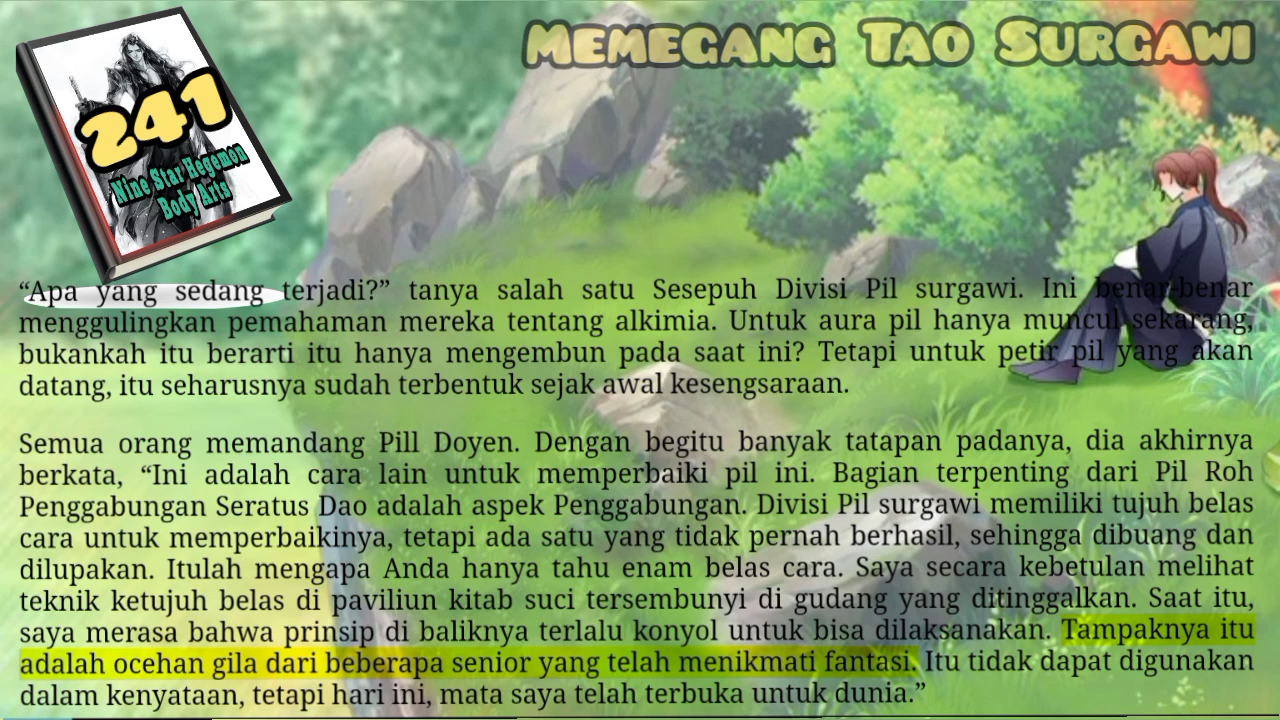 MEMEGANG TAO SURGAWI
241
Nine Star Hegemon
Body Arts
“Apa yang sedang terjadi?” tanya salah satu Sesepuh Divisi Pil surgawi. Ini benar-benar
menggulingkan pemahaman mereka tentang alkimia. Untuk aura pil hanya muncul sekarang,
bukankah itu berarti itu hanya mengembun pada saat ini? Tetapi untuk petir pil yang akan
datang, itu seharusnya sudah terbentuk sejak awal kesengsaraan.
Semua orang memandang Pill Doyen. Dengan begitu banyak tatapan padanya, dia akhirnya
berkata, “Ini adalah cara lain untuk memperbaiki pil ini. Bagian terpenting dari Pil Roh
Penggabungan Seratus Dao adalah aspek Penggabungan. Divisi Pil surgawi memiliki tujuh belas
cara untuk memperbaikinya, tetapi ada satu yang tidak pernah berhasil, sehingga dibuang dan
dilupakan. Itulah mengapa Anda hanya tahu enam belas cara. Saya secara kebetulan melihat
teknik ketujuh belas di paviliun kitab suci tersembunyi di gudang yang ditinggalkan. Saat itu,
saya merasa bahwa prinsip di baliknya terlalu konyol untuk bisa dilaksanakan. Tampaknya itu
adalah ocehan gila dari beberapa senior yang telah menikmati fantasi. Itu tidak dapat digunakan
dalam kenyataan, tetapi hari ini, mata saya telah terbuka untuk dunia.”